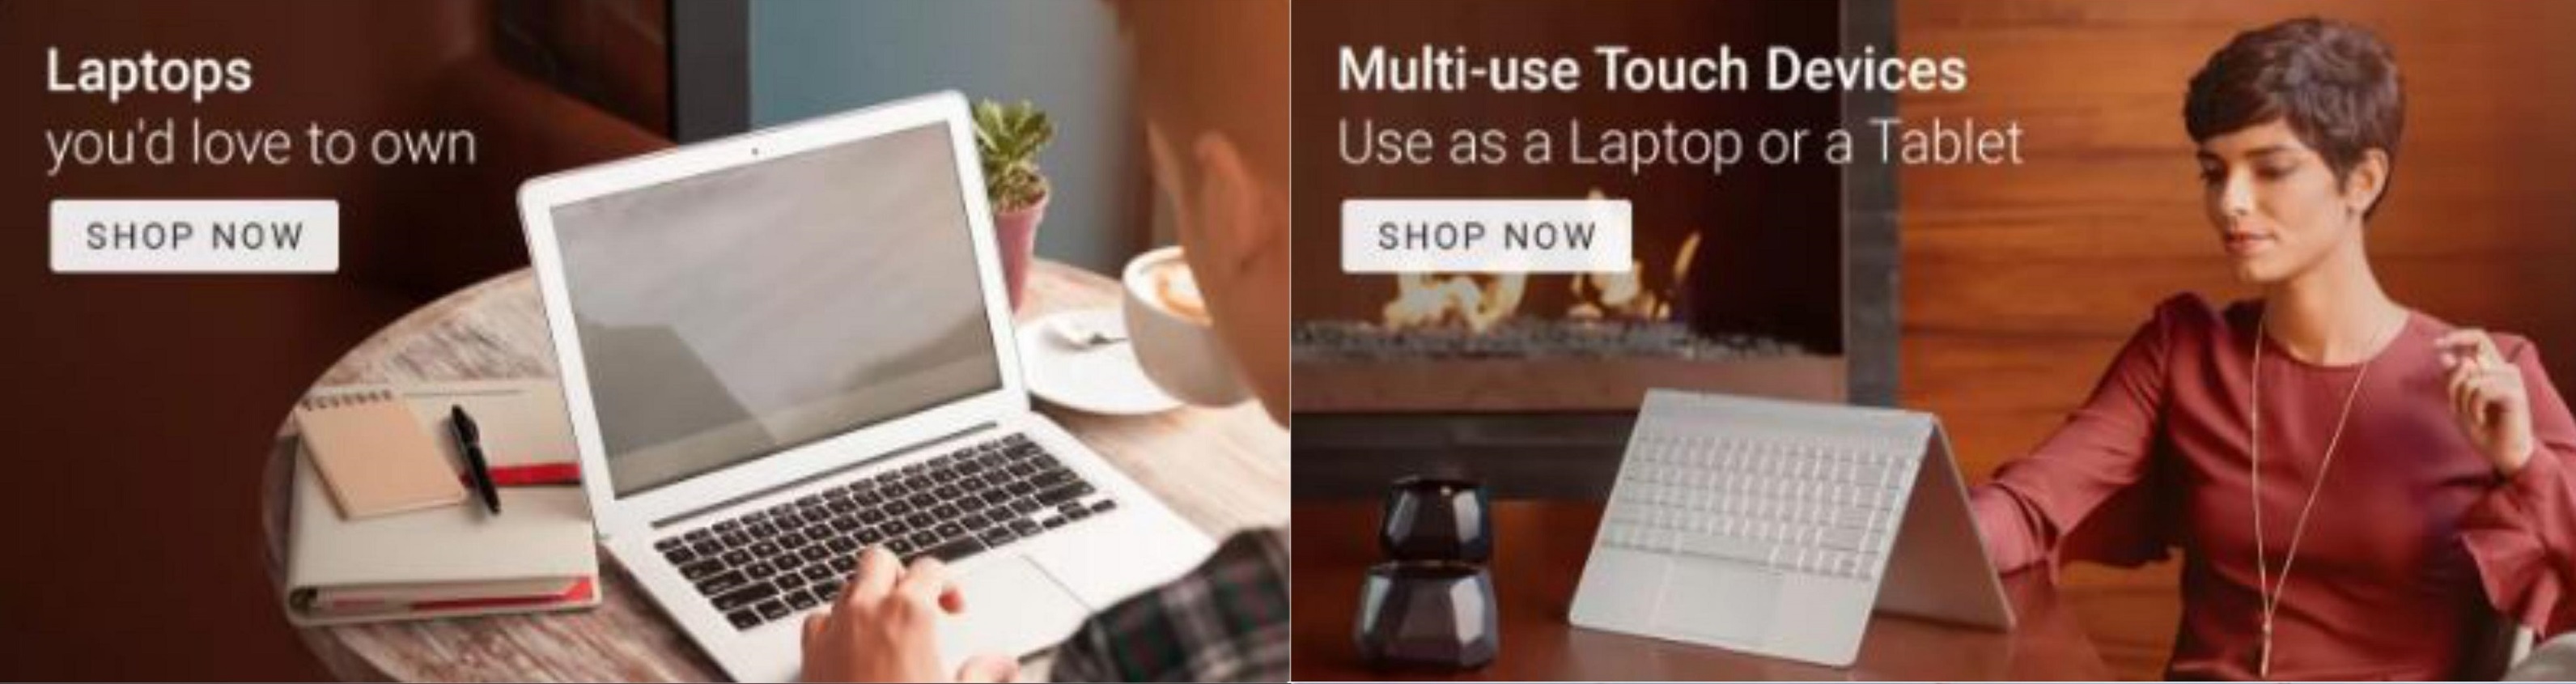 Laptops
you'd love to own
SHOP NOW
Multi-use Touch Devices
Use as a Laptop or a Tablet
SHOP NOW